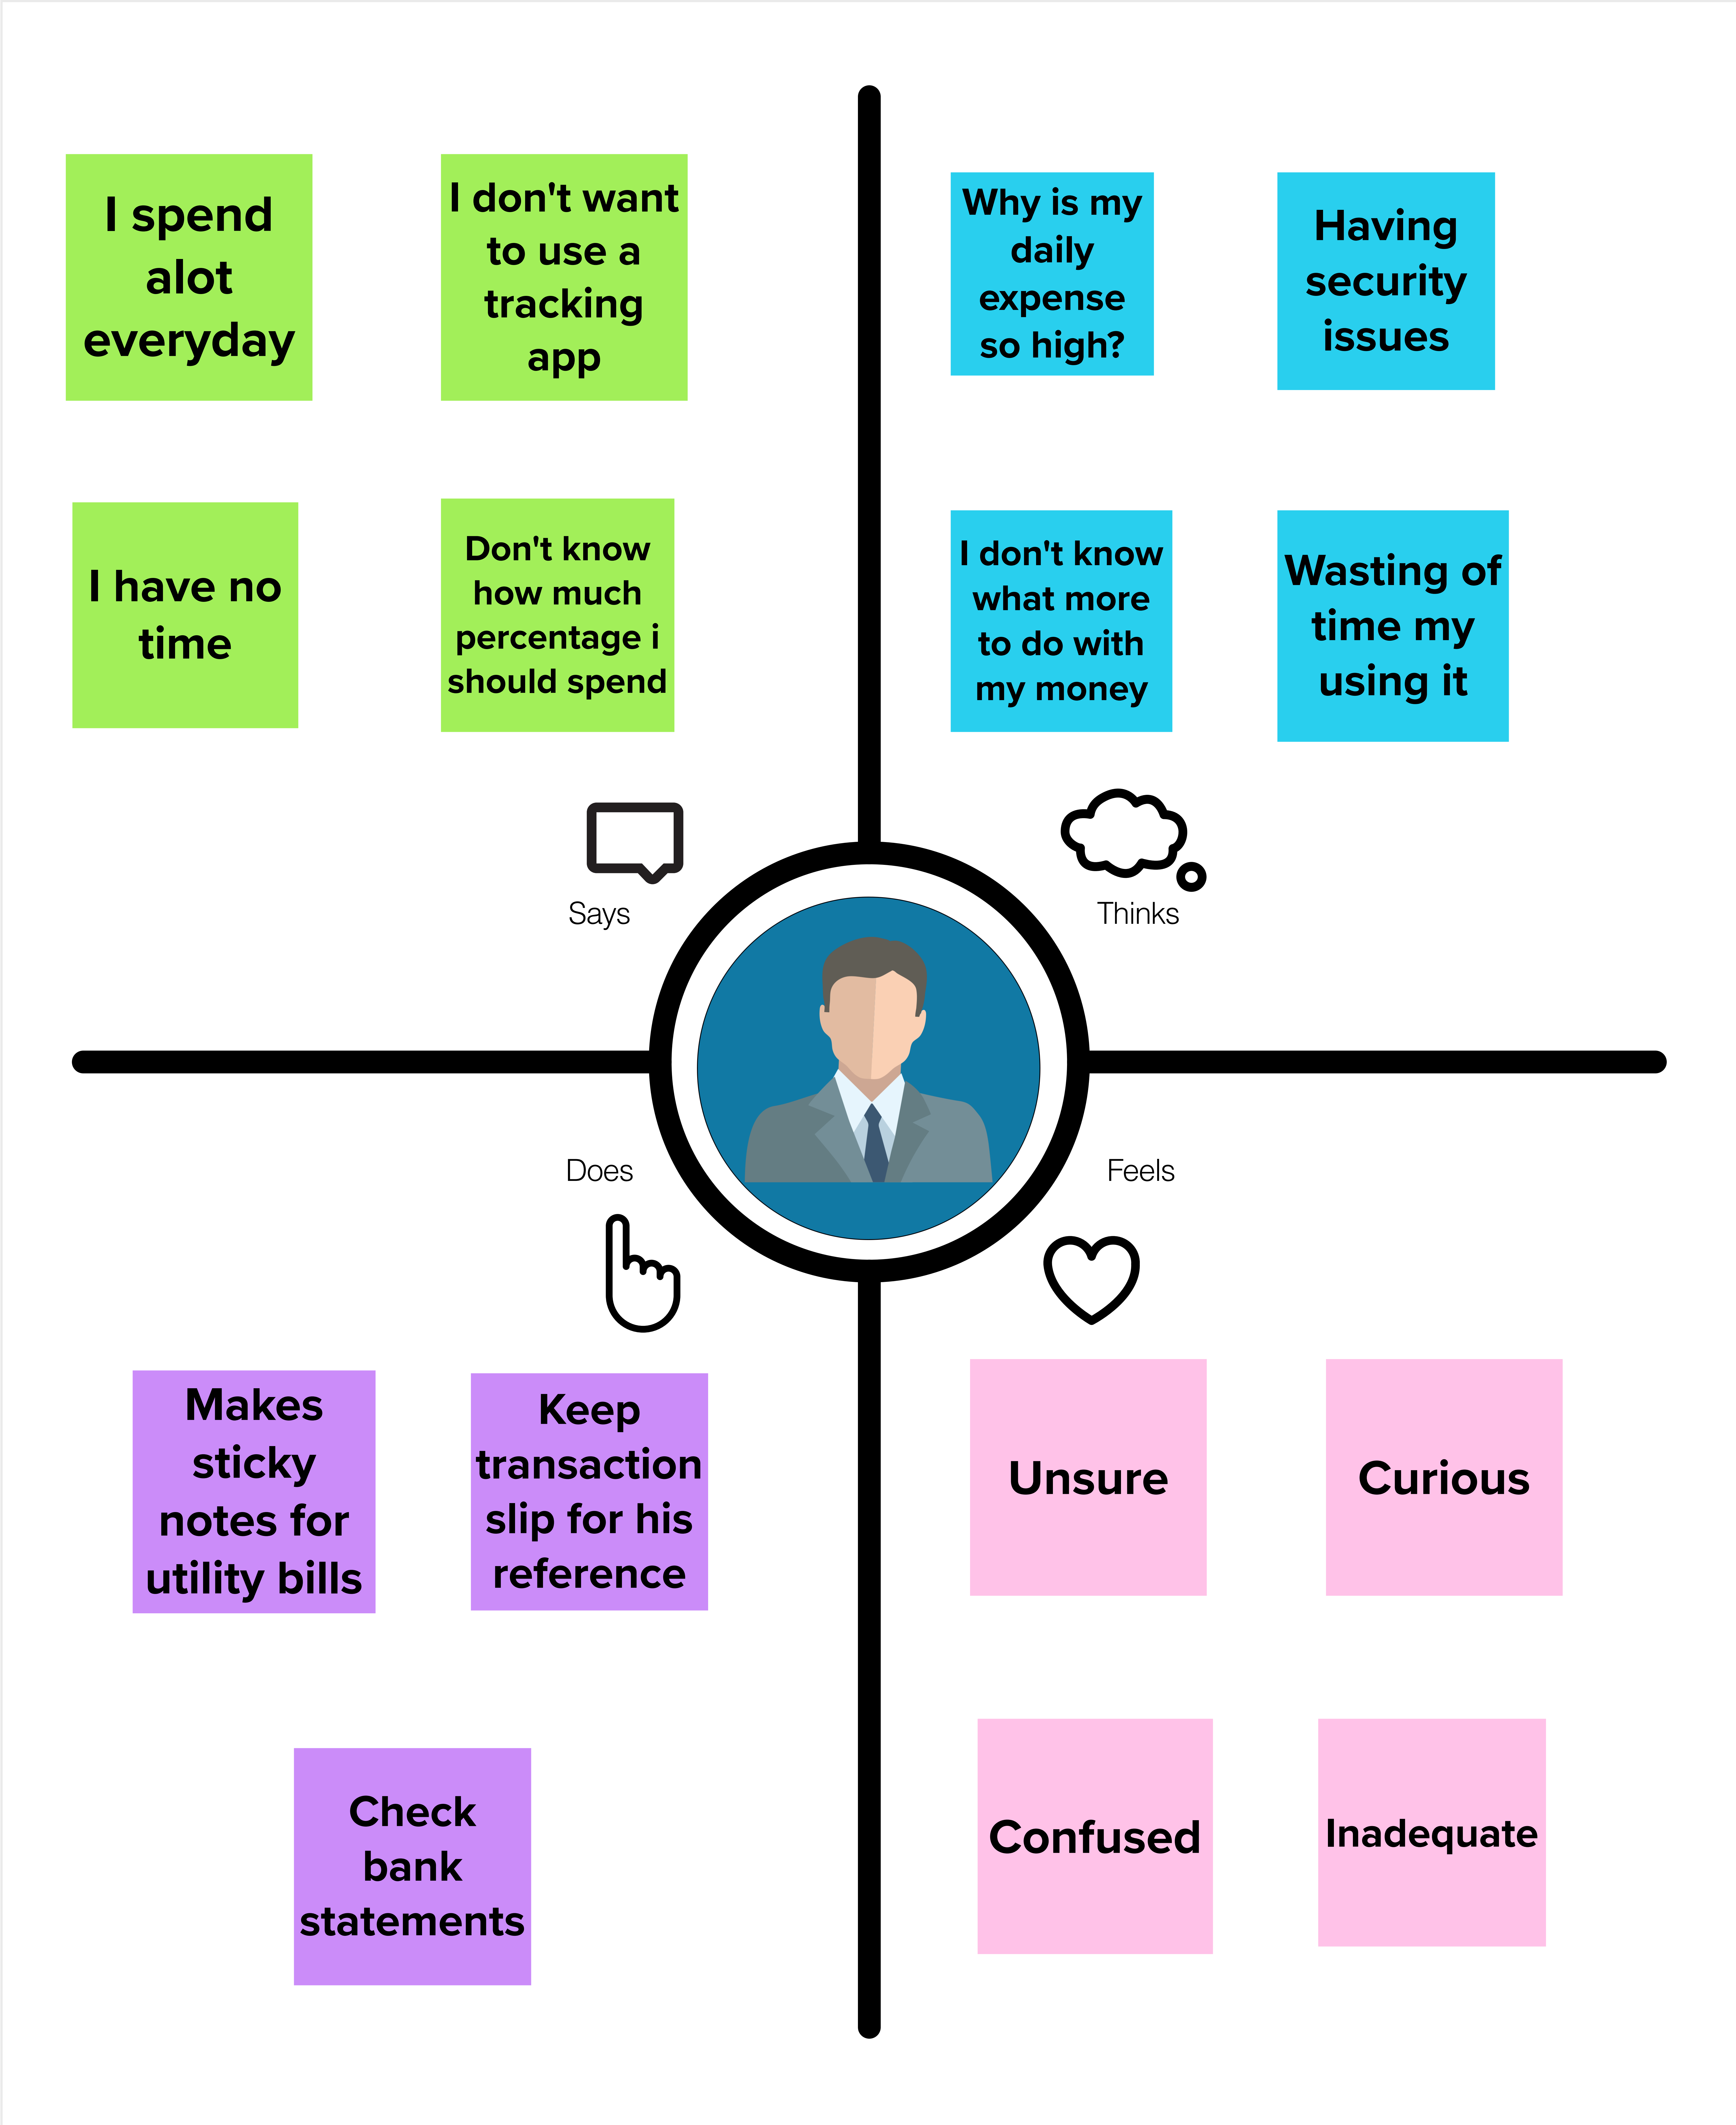 I spend
alot
everyday
I don't want
to use a
tracking
app
I have no
time
Don't know
how much
percentage i
should spend
Says
Why is my
daily
expense
so high?
Having
security
issues
I don't know
what more
to do with
my money
Wasting of
time my
using it
Thinks
Does
Makes
sticky
notes for
utility bills
Keep
transaction
slip for his
reference
Check
bank
statements
Feels
Unsure
Curious
Confused
Inadequate